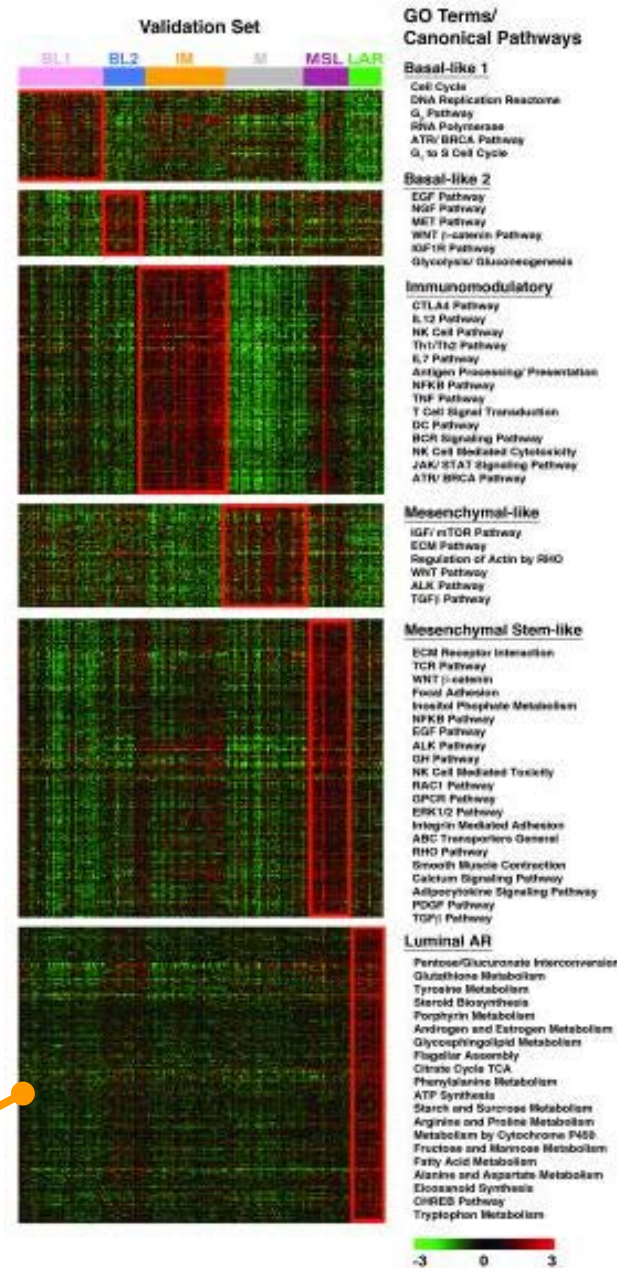 Validation Set
BL1 BL2 IM M MSL LAR
GO Terms/
Canonical Pathways
Basal-like 1
Cell Cycle
DNA Replication Reactome
G₂ Pathway
RNA Polymerase
ATR/ BRCA Pathway
G₁ to S Cell Cycle
Basal-like 2
EGF Pathway
NGF Pathway
MET Pathway
WNT β-catenin Pathway
IGF1R Pathway
Glycolysis/ Gluconeogenesis
Immunomodulatory
CTLA4 Pathway
IL12 Pathway
NK Cell Pathway
Th1/Th2 Pathway
IL7 Pathway
Antigen Processing/ Presentation
NFKB Pathway
TNF Pathway
T Cell Signal Transduction
DC Pathway
BCR Signaling Pathway
NK Cell Mediated Cytotoxicity
JAK/ STAT Signaling Pathway
ATR/ BRCA Pathway
Mesenchymal-like
IGF/ mTOR Pathway
ECM Pathway
Regulation of Actin by RHO
WNT Pathway
ALK Pathway
TGFβ Pathway
Mesenchymal Stem-like
ECM Receptor Interaction
TCR Pathway
WNT β-catenin
Focal Adhesion
Inositol Phophate Metabolism
NFKB Pathway
EGF Pathway
ALK Pathway
GH Pathway
NK Cell Mediated Toxicity
RAC1 Pathway
GPCR Pathway
ERK1/2 Pathway
Integrin Mediated Adhesion
ABC Transporters General
RHO Pathway
Smooth Muscle Contraction
Calcium Signaling Pathway
Adipocytokine Signaling Pathway
PDGF Pathway
TGFβ Pathway
Luminal AR
Pentose/Glucuronate Interconversion
Glutathione Metabolism
Tyrosine Metabolism
Steroid Biosynthesis
Porphyrin Metabolism
Androgen and Estrogen Metabolism
Glycosphingolipid Metabolism
Flagellar Assembly
Citrate Cycle TCA
Phenylalanine Metabolism
ATP Synthesis
Starch and Surcrose Metabolism
Arginine and Proline Metabolism
Metabolism by Cytochrome P450
Fructose and Mannose Metabolism
Fatty Acid Metabolism
Alanine and Aspartate Metabolism
Eicosanoid Synthesis
CHREB Pathway
Tryptophan Metabolism
-3 0 3